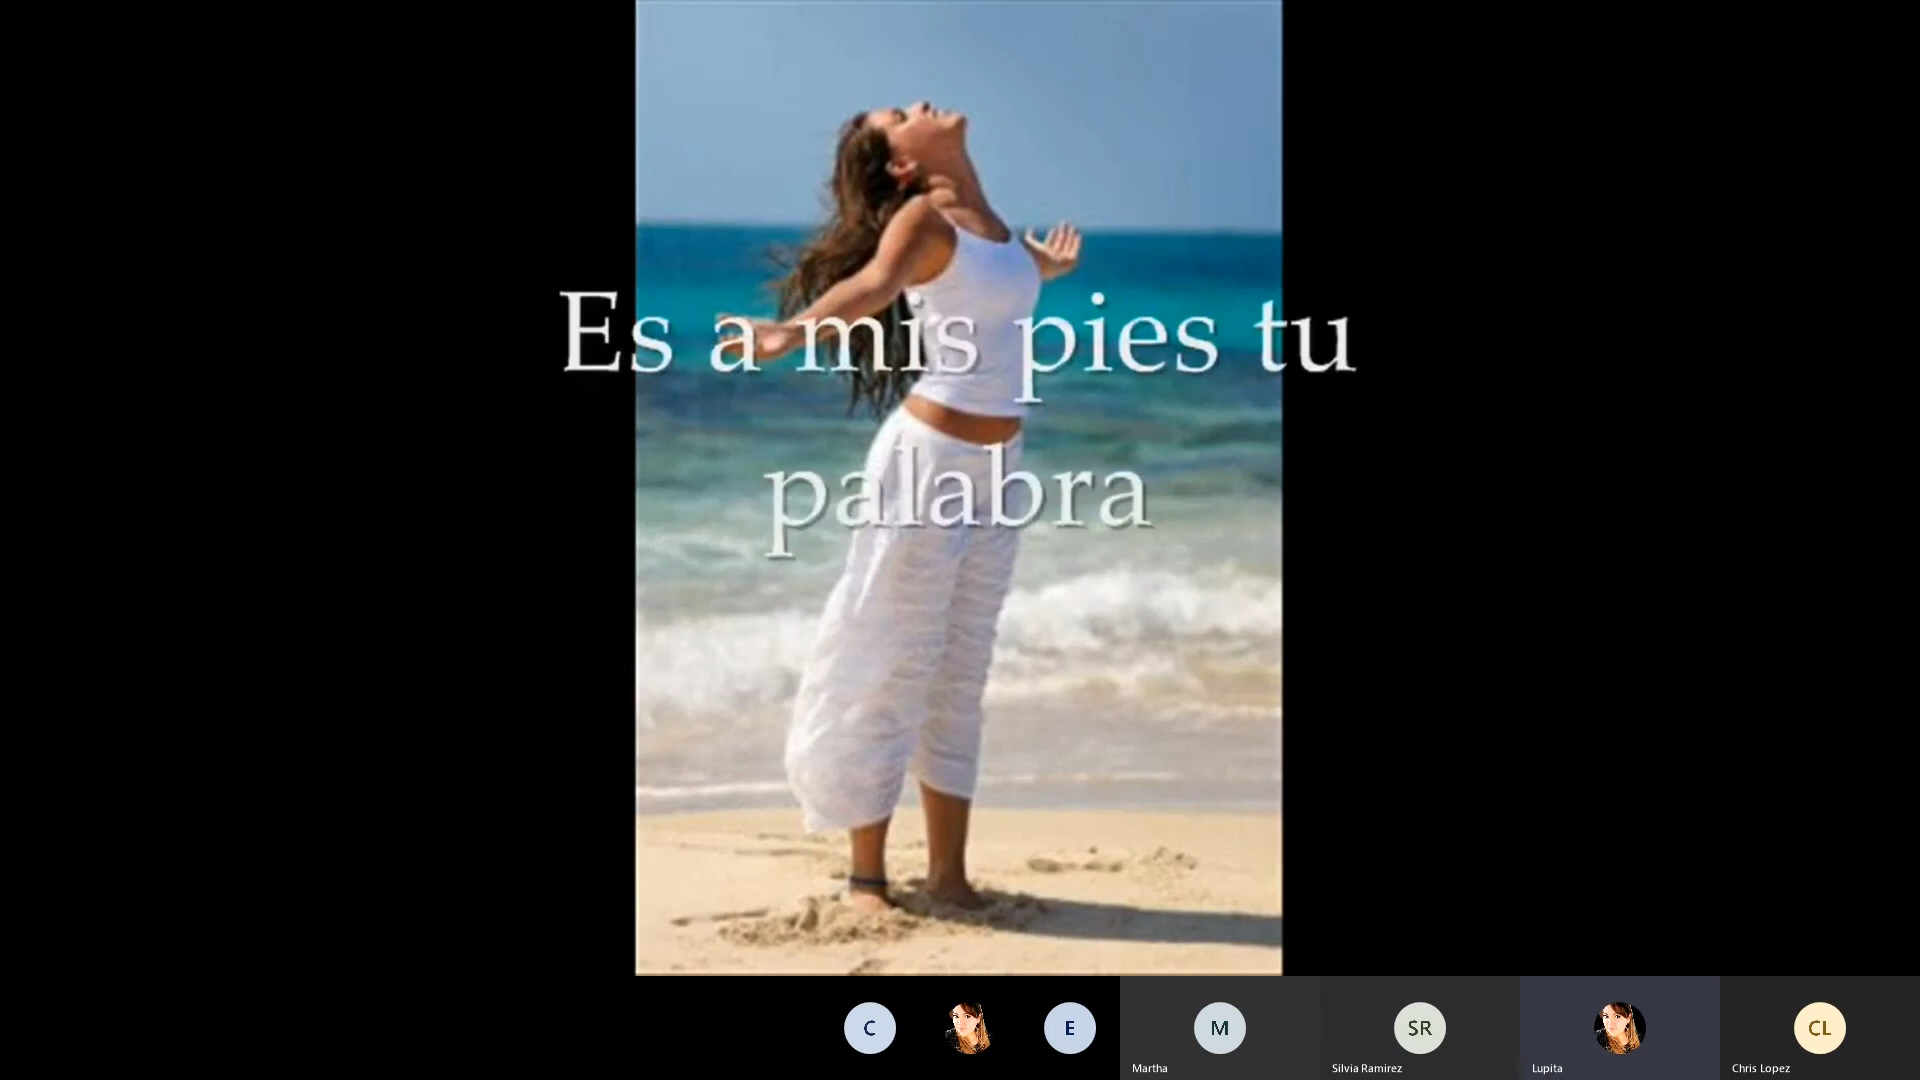 Es a mis pies tu
palabra
C
E
M
SR
CL
Martha
Silvia Ramirez
Lupita
Chris Lopez